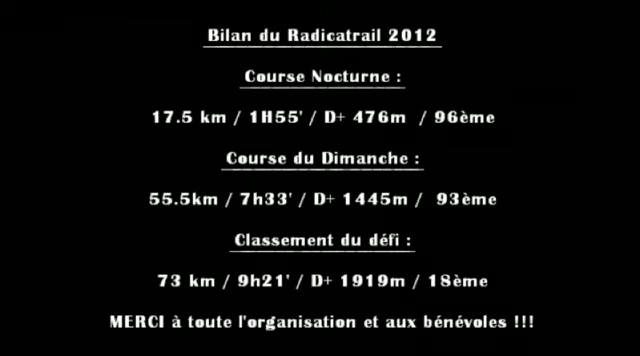 Bilan du Radicatrail 2012
Course Nocturne :
17.5 km / 1H55' / D+ 476m / 96ème
Course du Dimanche :
55.5km / 7h33' / D+ 1445m / 93ème
Classement du défi :
73 km / 9h21' / D+ 1919m / 18ème
MERCI à toute l'organisation et aux bénévoles !!!